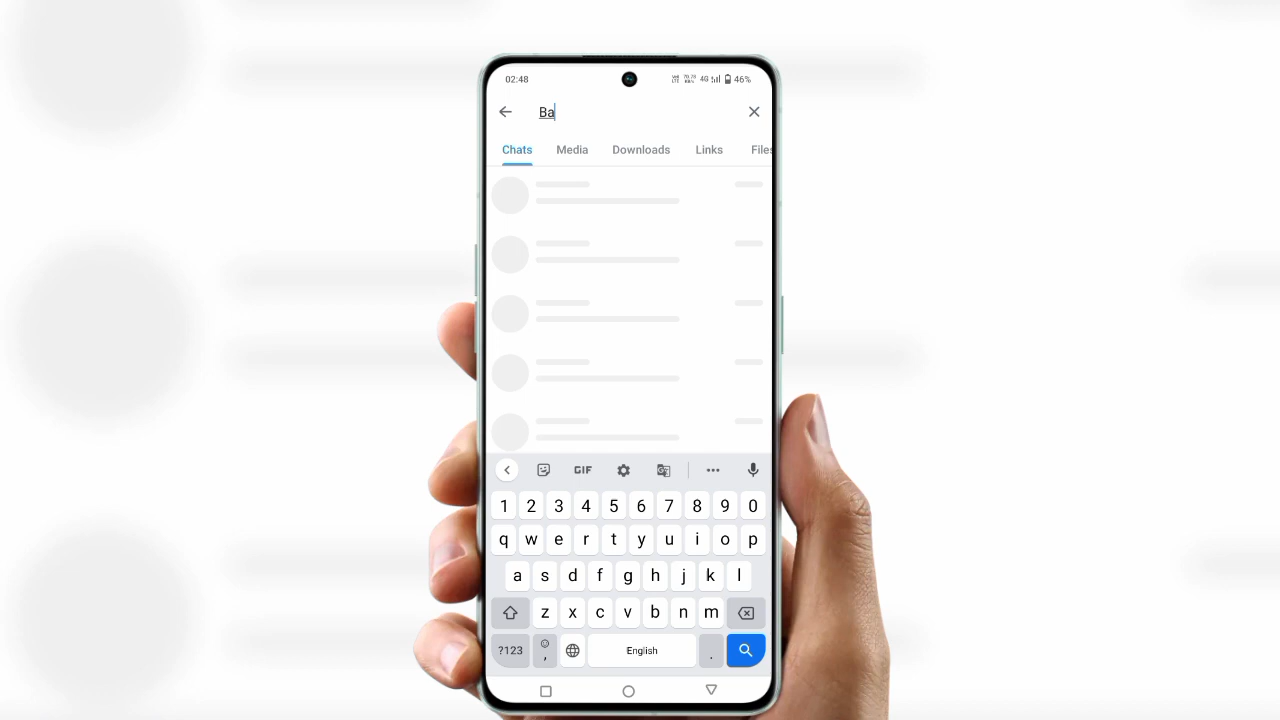 02:48 4G 46%
Ba
Chats Media Downloads Links Files
GIF
1 2 3 4 5 6 7 8 9 0
q w e r t y u i o p
a s d f g h j k l
z x c v b n m
?123 , English .